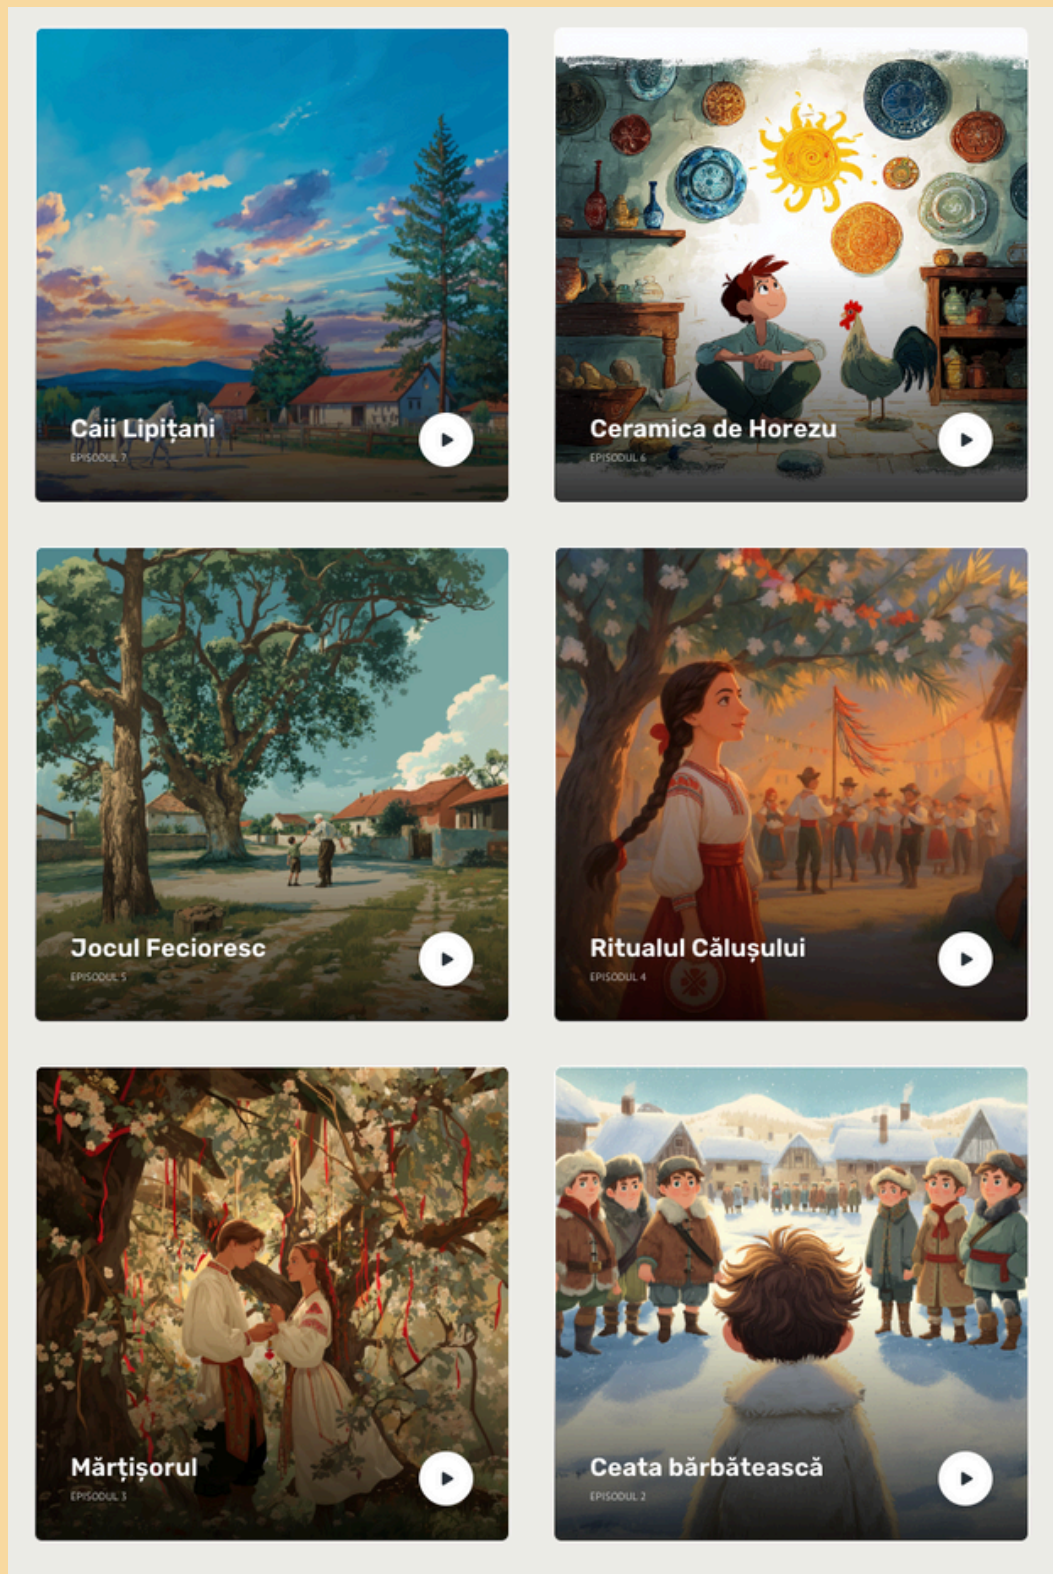 Caii Lipițani
EPISODUL 7
Ceramica de Horezu
EPISODUL 6
Jocul Fecioresc
EPISODUL 5
Ritualul Călușului
EPISODUL 4
Mărțișorul
EPISODUL 3
Ceata bărbătească
EPISODUL 2